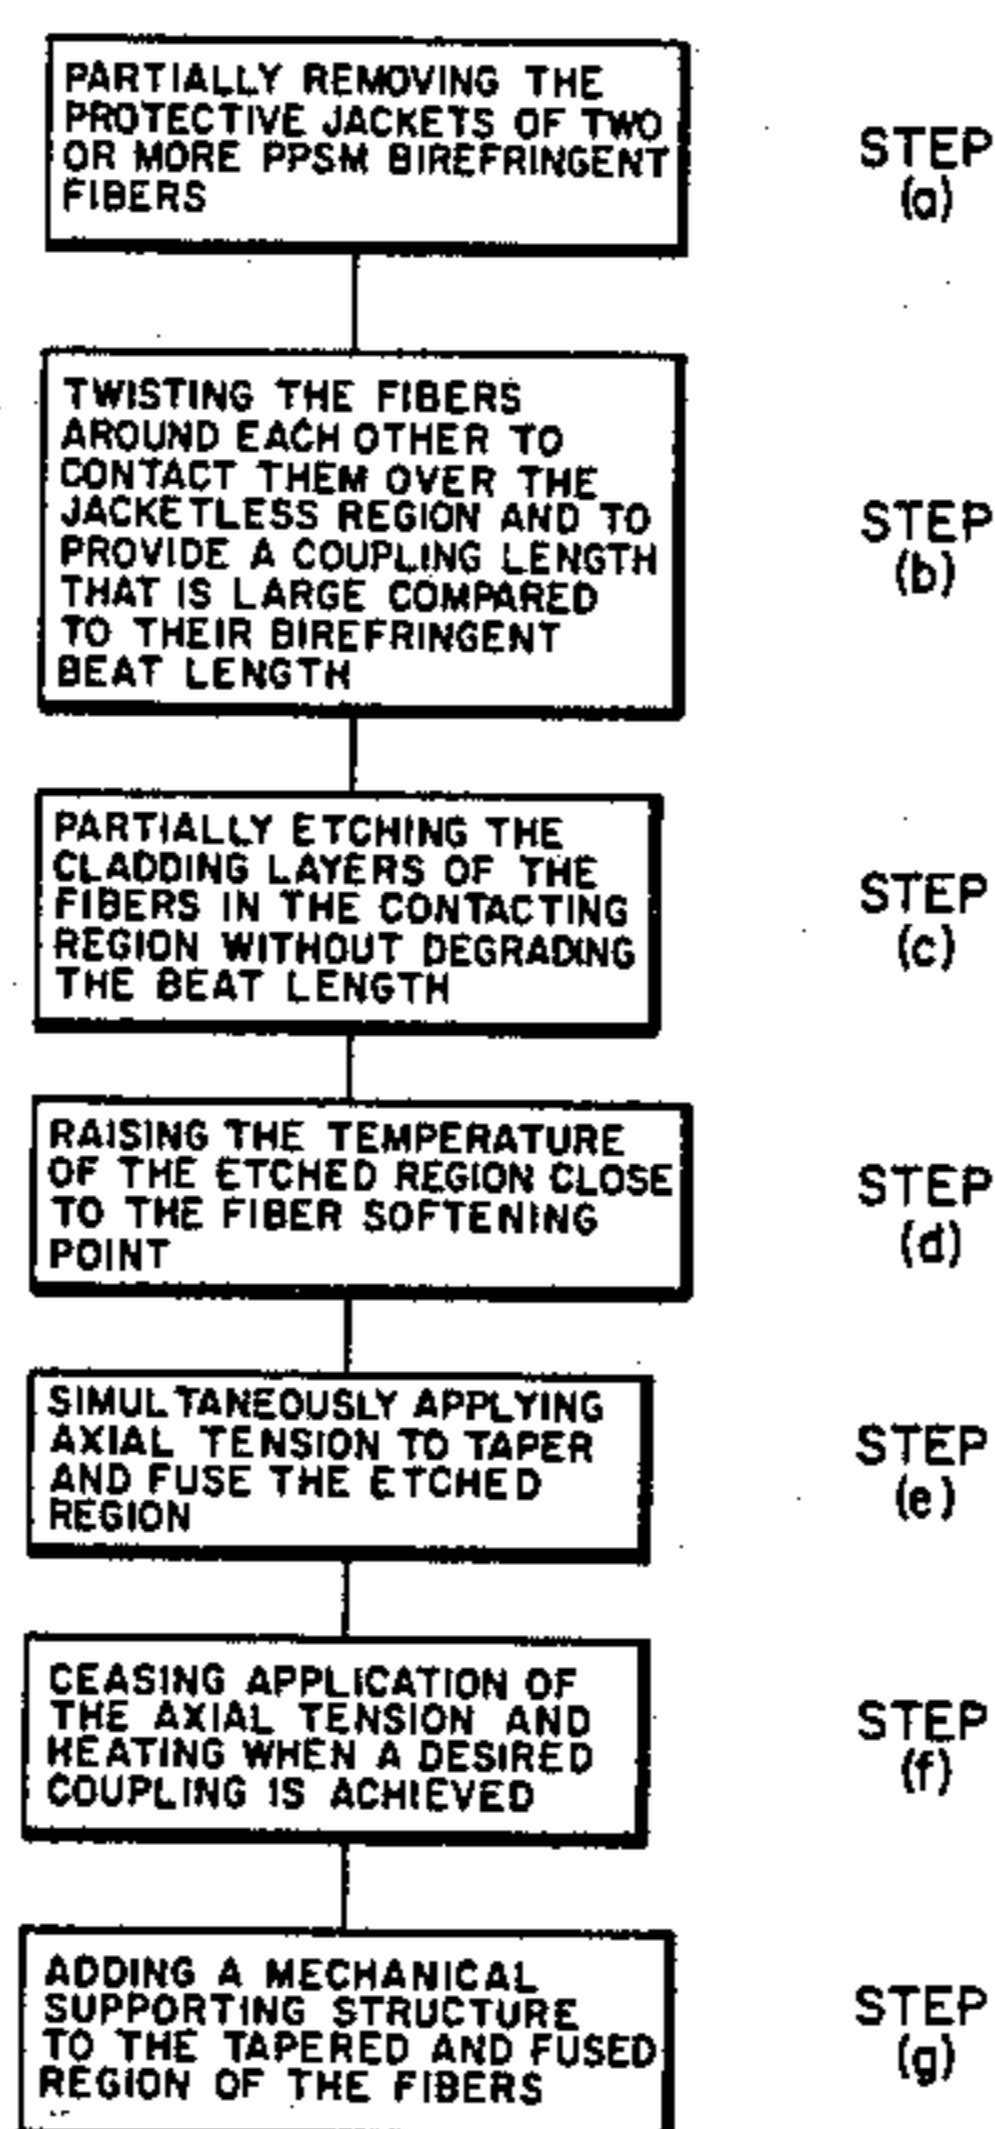 PARTIALLY REMOVING THE
PROTECTIVE JACKETS OF TWO
OR MORE PPSM BIREFRINGENT
FIBERS
STEP
(a)
TWISTING THE FIBERS
AROUND EACH OTHER TO
CONTACT THEM OVER THE
JACKETLESS REGION AND TO
PROVIDE A COUPLING LENGTH
THAT IS LARGE COMPARED
TO THEIR BIREFRINGENT
BEAT LENGTH
STEP
(b)
PARTIALLY ETCHING THE
CLADDING LAYERS OF THE
FIBERS IN THE CONTACTING
REGION WITHOUT DEGRADING
THE BEAT LENGTH
STEP
(c)
RAISING THE TEMPERATURE
OF THE ETCHED REGION CLOSE
TO THE FIBER SOFTENING
POINT
STEP
(d)
SIMULTANEOUSLY APPLYING
AXIAL TENSION TO TAPER
AND FUSE THE ETCHED
REGION
STEP
(e)
CEASING APPLICATION OF
THE AXIAL TENSION AND
HEATING WHEN A DESIRED
COUPLING IS ACHIEVED
STEP
(f)
ADDING A MECHANICAL
SUPPORTING STRUCTURE
TO THE TAPERED AND FUSED
REGION OF THE FIBERS
STEP
(g)